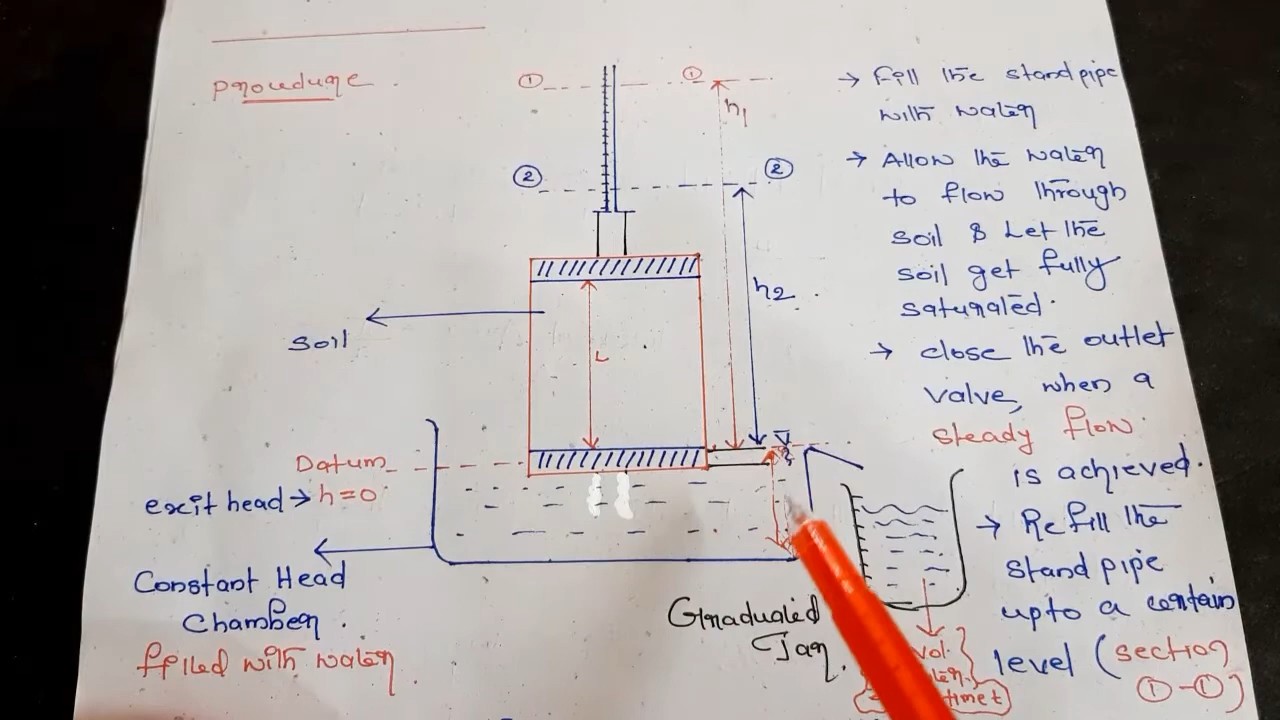 Procedure
① ①
h1
② ②
h2
L
Soil
Datum
exit head → h=0
Constant Head
Chamber.
ffilled with water
Graduated
Jar.
vol.
time t
→ Fill the stand pipe
with water
→ Allow the water
to flow through
soil & Let the
soil get fully
saturated.
→ close the outlet
valve, when a
steady flow
is achieved.
→ Refill the
stand pipe
upto a certain
level (section
①-①)